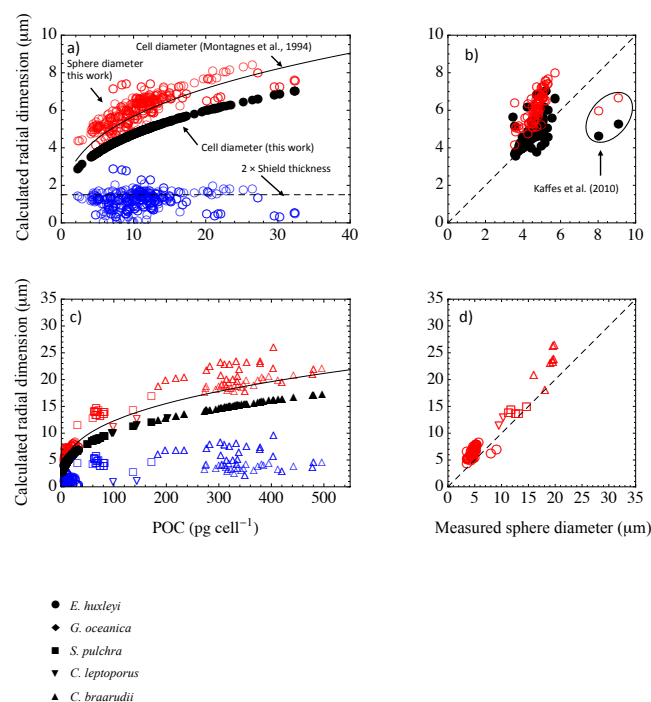 a)
Cell diameter (Montagnes et al., 1994)
Sphere diameter
this work)
Cell diameter (this work)
2 × Shield thickness
Calculated radial dimension (μm)
10
8
6
4
2
0
0 10 20 30 40
b)
Kaffes et al. (2010)
10
8
6
4
2
0
0 2 4 6 8 10
c)
Calculated radial dimension (μm)
35
30
25
20
15
10
5
0
0 100 200 300 400 500
POC (pg cell⁻¹)
d)
35
30
25
20
15
10
5
0
0 5 10 15 20 25 30 35
Measured sphere diameter (μm)
E. huxleyi
G. oceanica
S. pulchra
C. leptoporus
C. braarudii